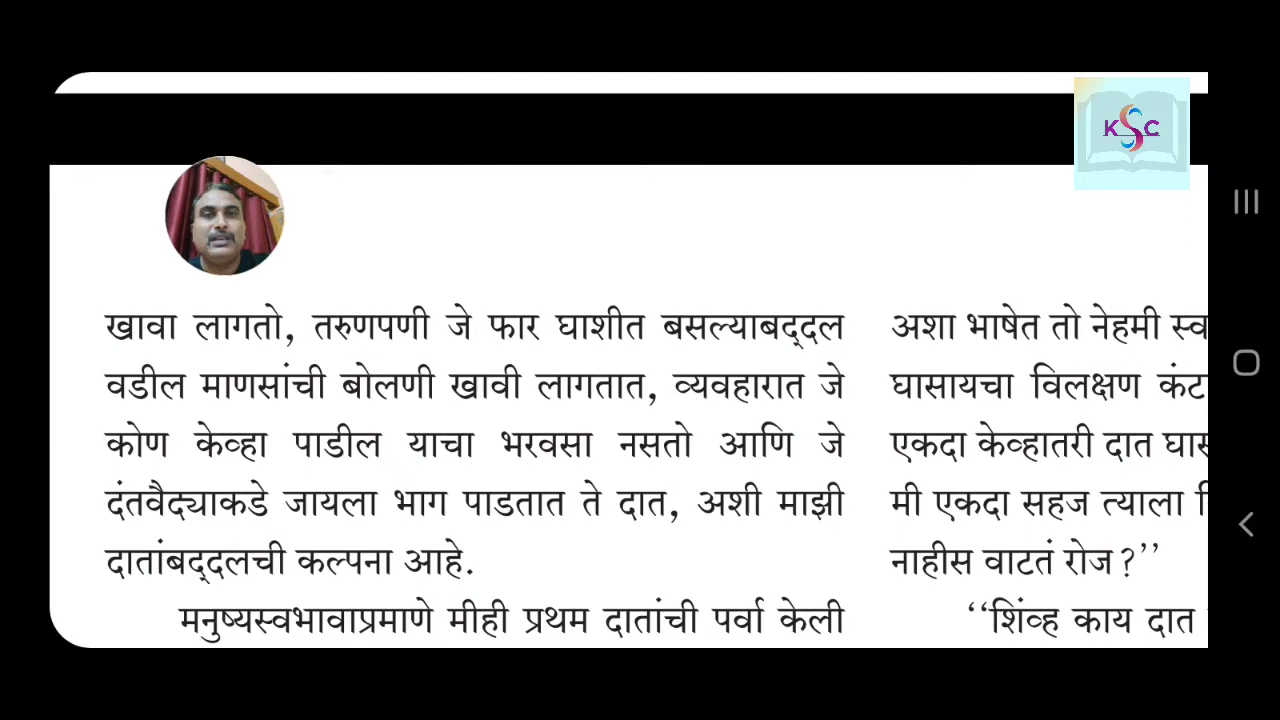 KSC
खावा लागतो, तरुणपणी जे फार घाशीत बसल्याबद्दल
वडील माणसांची बोलणी खावी लागतात, व्यवहारात जे
कोण केव्हा पाडील याचा भरवसा नसतो आणि जे
दंतवैद्याकडे जायला भाग पाडतात ते दात, अशी माझी
दातांबद्दलची कल्पना आहे.
मनुष्यस्वभावाप्रमाणे मीही प्रथम दातांची पर्वा केली
अशा भाषेत तो नेहमी स्व
घासायचा विलक्षण कंट
एकदा केव्हातरी दात घास
मी एकदा सहज त्याला
नाहीस वाटतं रोज?’’
‘‘शिंव्ह काय दात